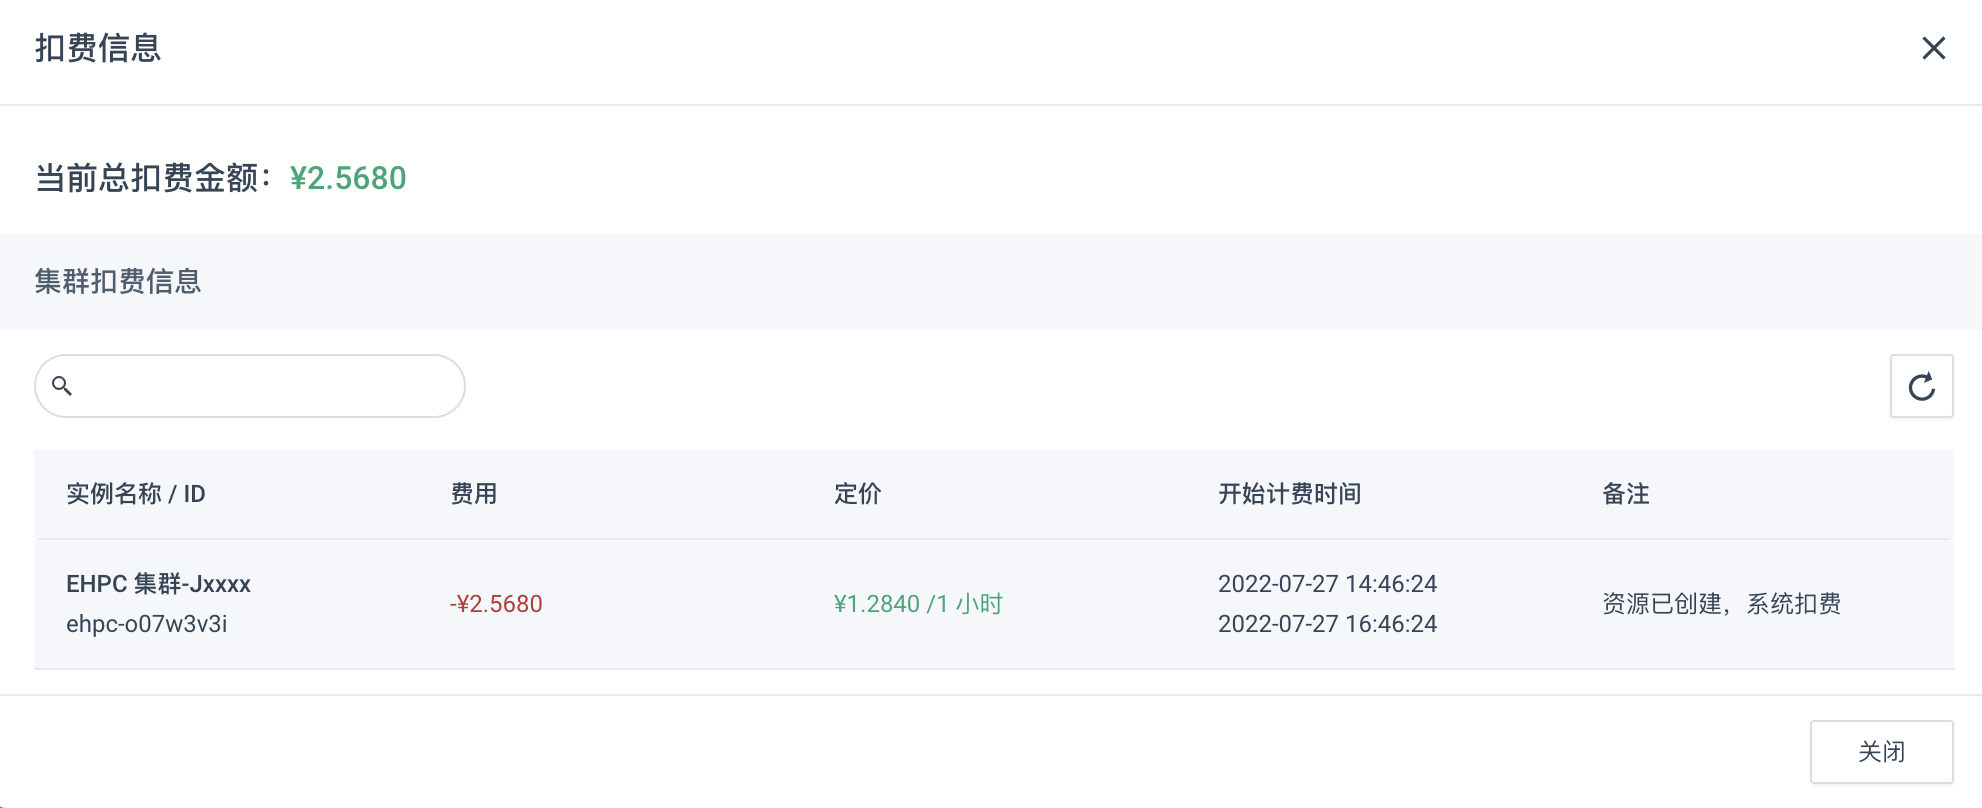 扣费信息
当前总扣费金额：¥2.5680
集群扣费信息
实例名称 / ID
费用
定价
开始计费时间
备注
EHPC 集群-Jxxxx
ehpc-o07w3v3i
-¥2.5680
¥1.2840 /1 小时
2022-07-27 14:46:24
2022-07-27 16:46:24
资源已创建，系统扣费
关闭